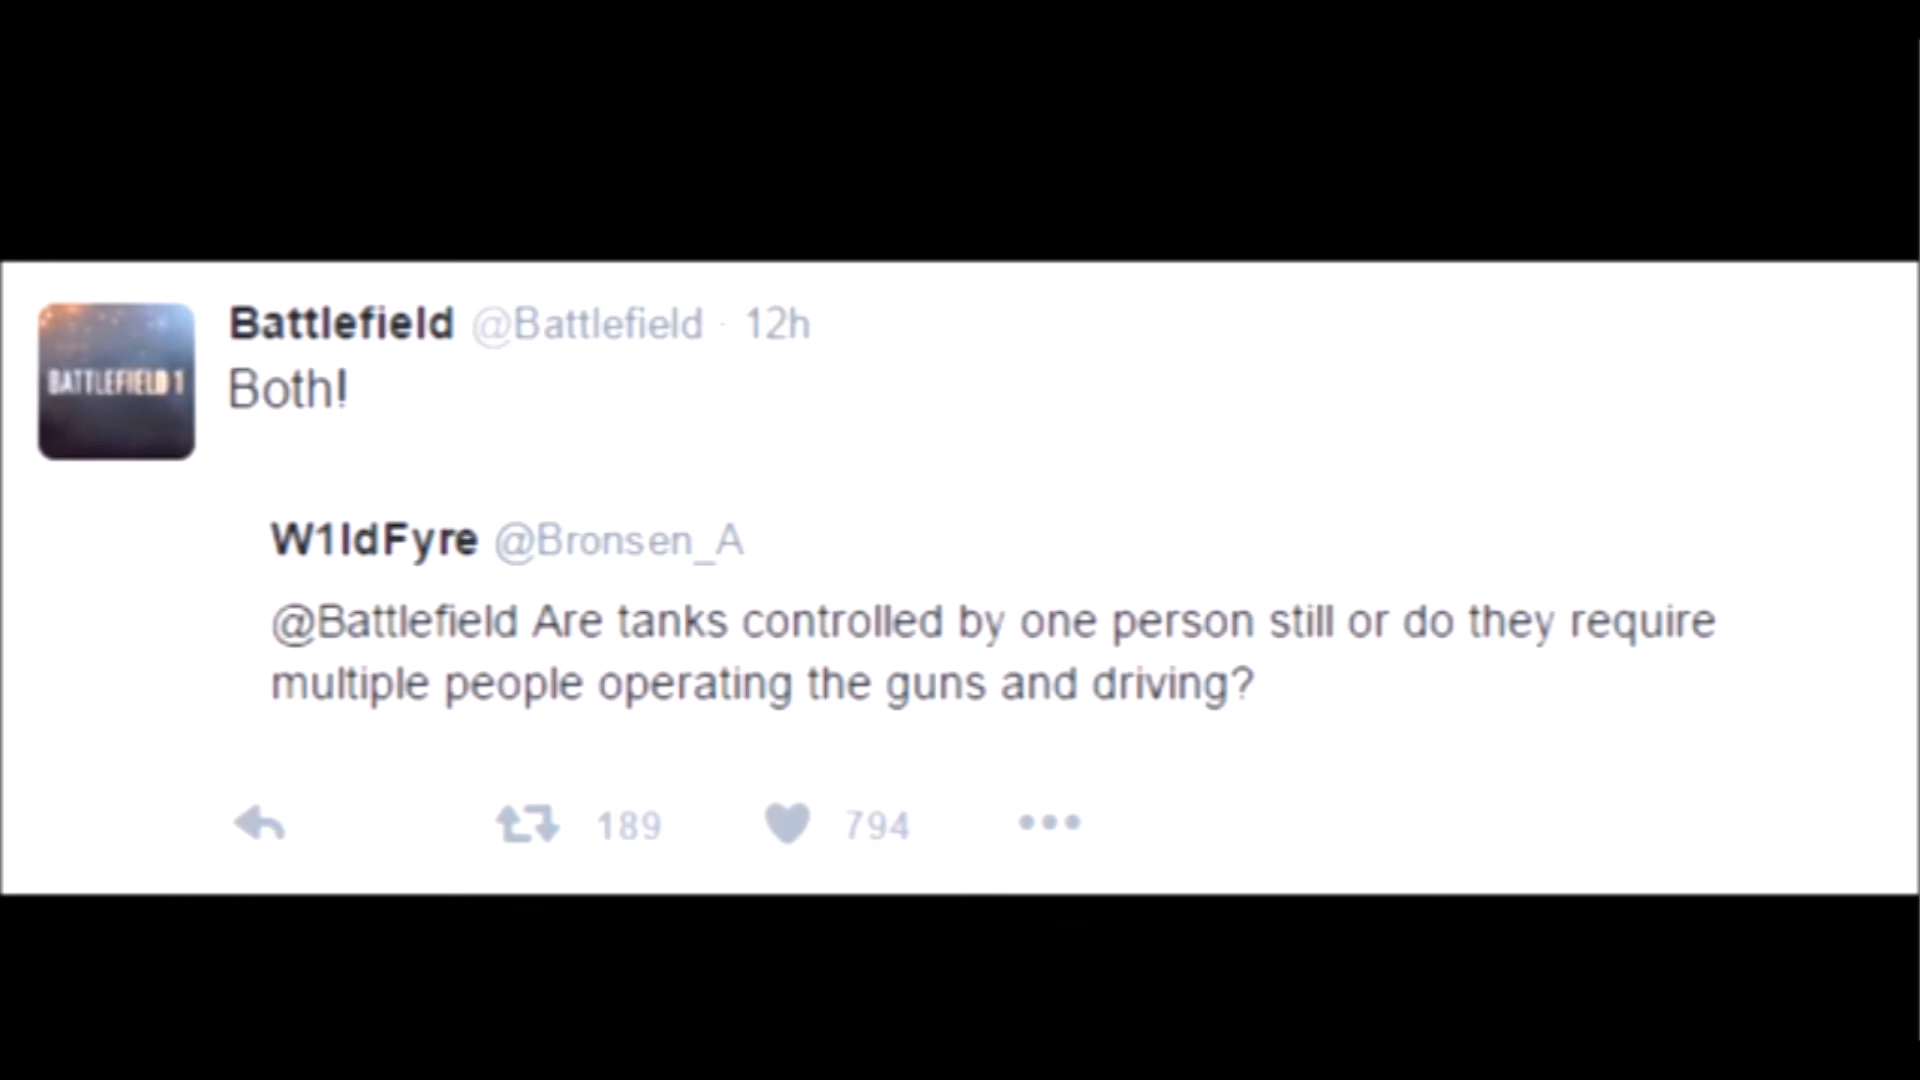 Battlefield @Battlefield · 12h
BATTLEFIELD 1
Both!
W1ldFyre @Bronsen_A
@Battlefield Are tanks controlled by one person still or do they require
multiple people operating the guns and driving?
189 794